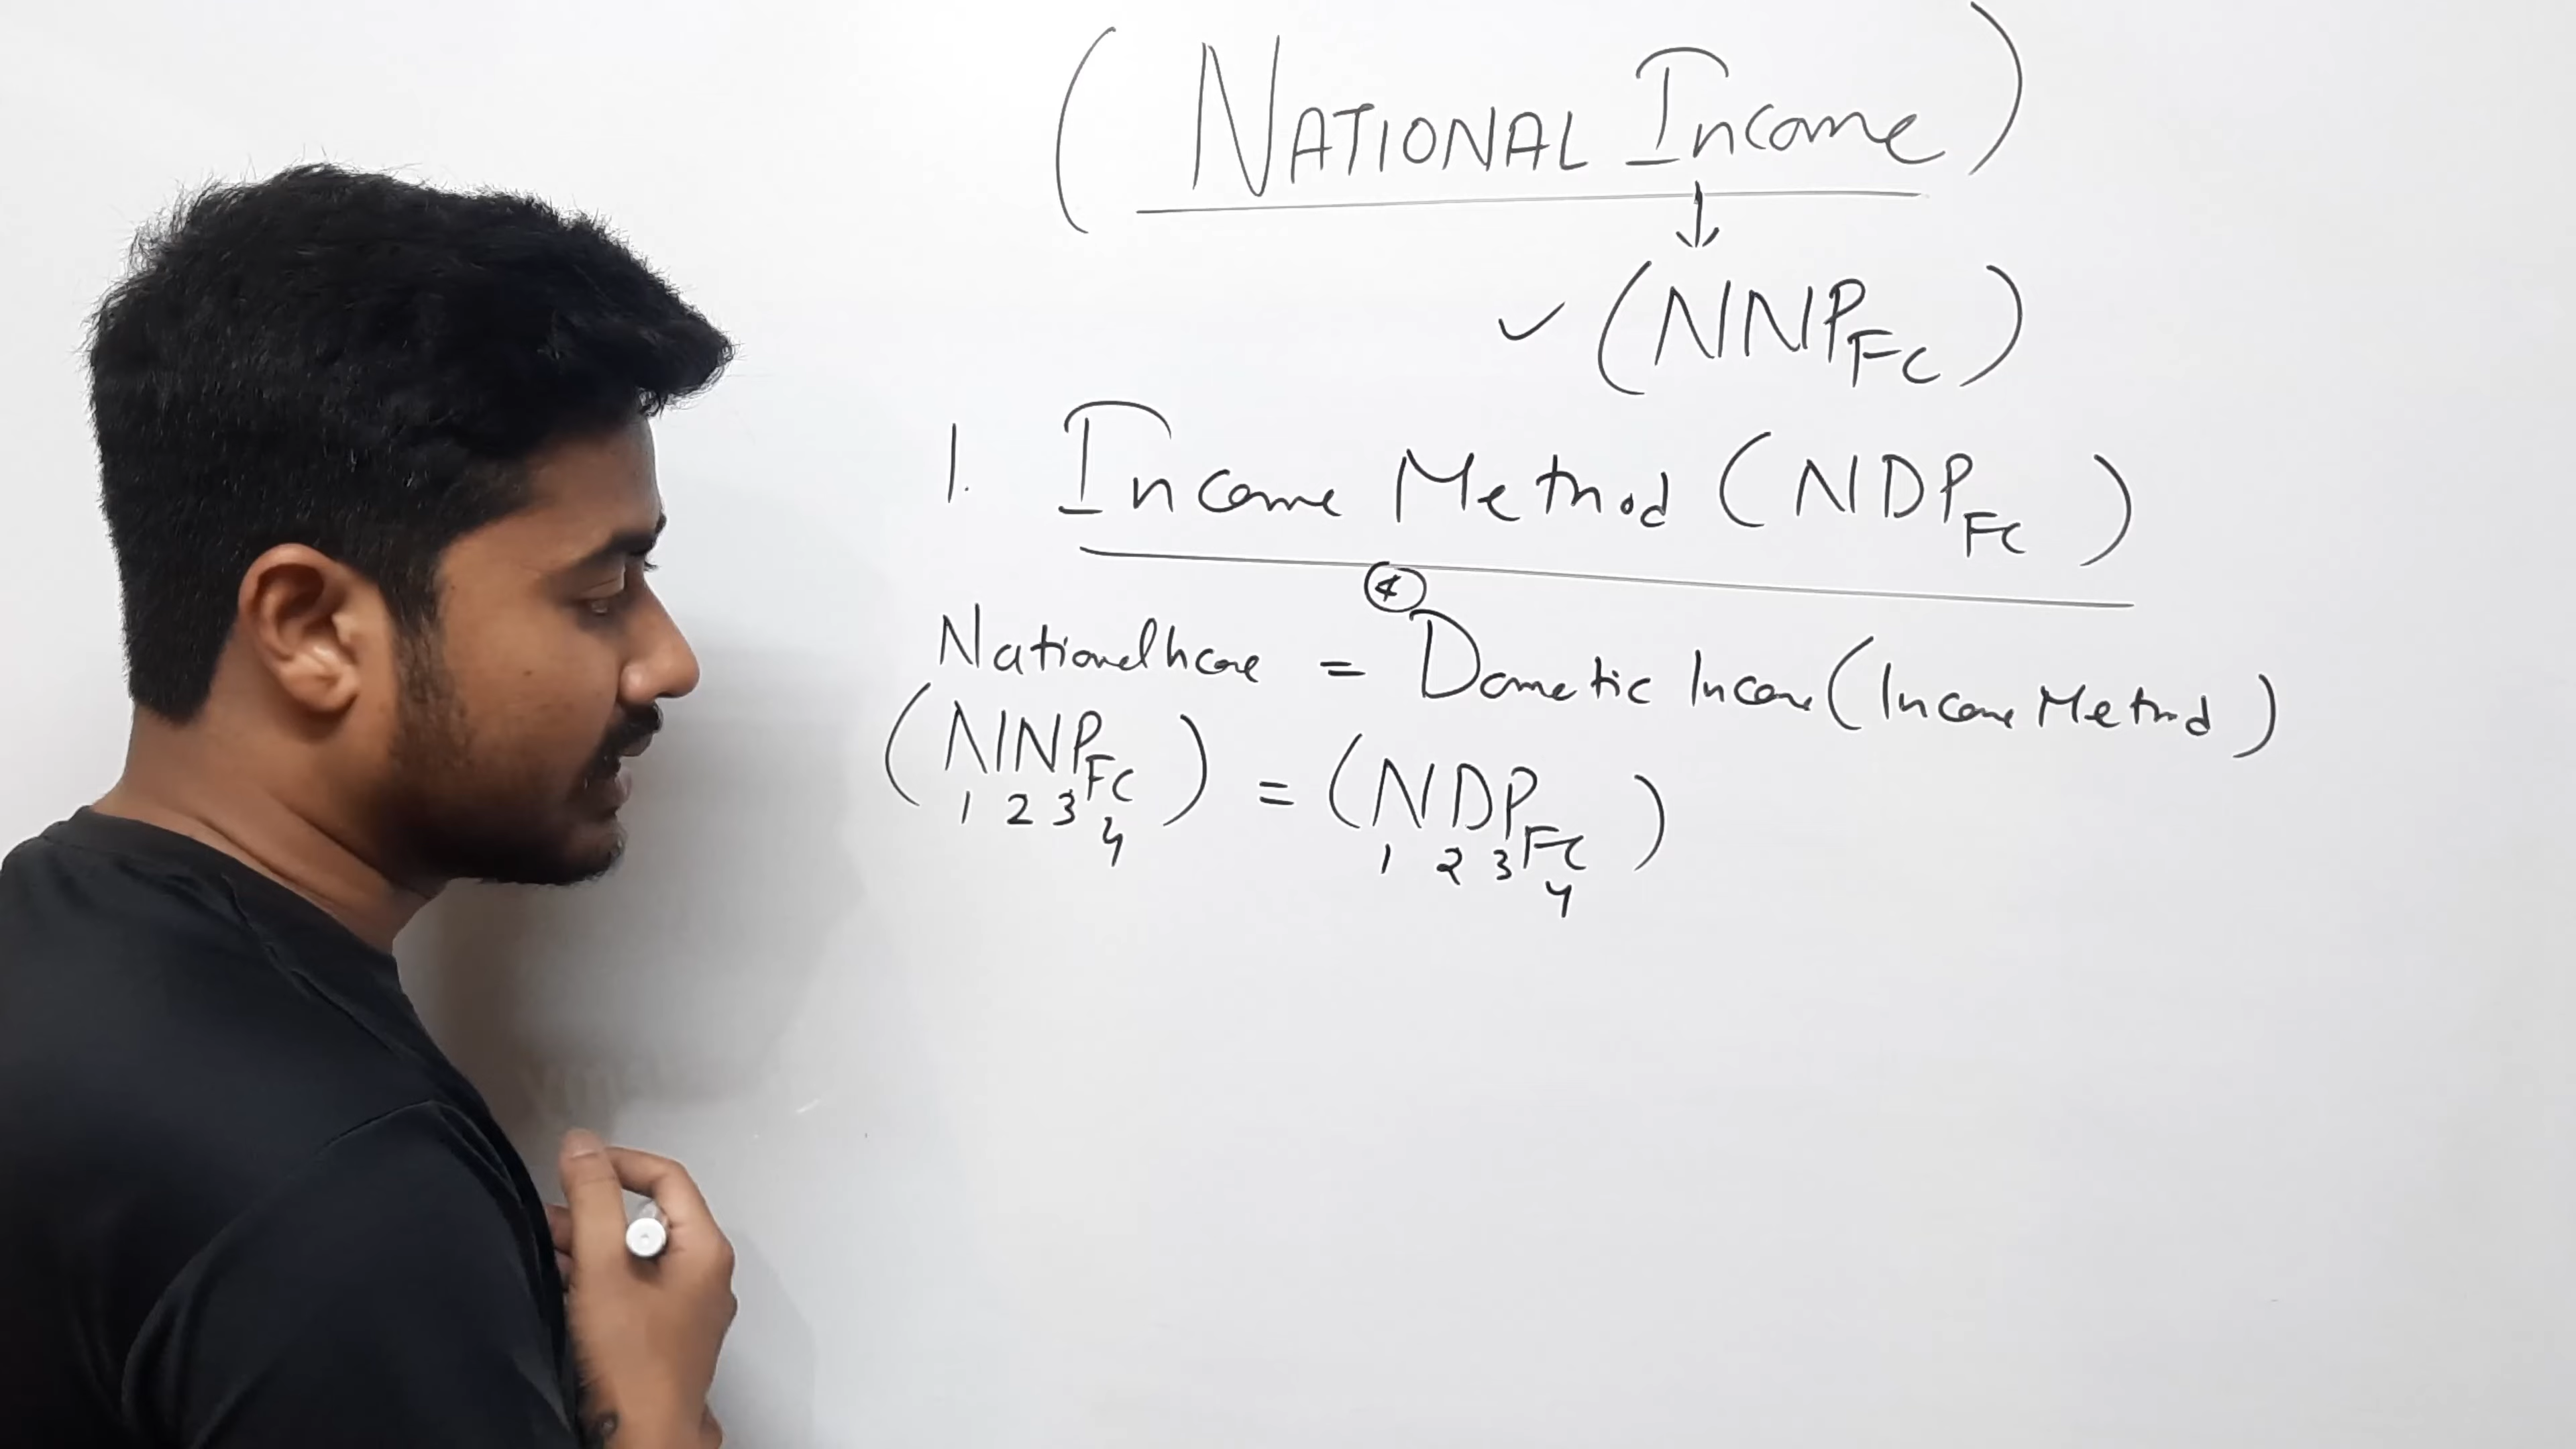 ( NATIONAL Income )
↓
✓ ( NNP FC )
1. Income Method ( NDP FC )
National Income = Dometic Income ( Income Method )
( NNP FC ) = ( NDP FC )
1 2 3 4 1 2 3 4